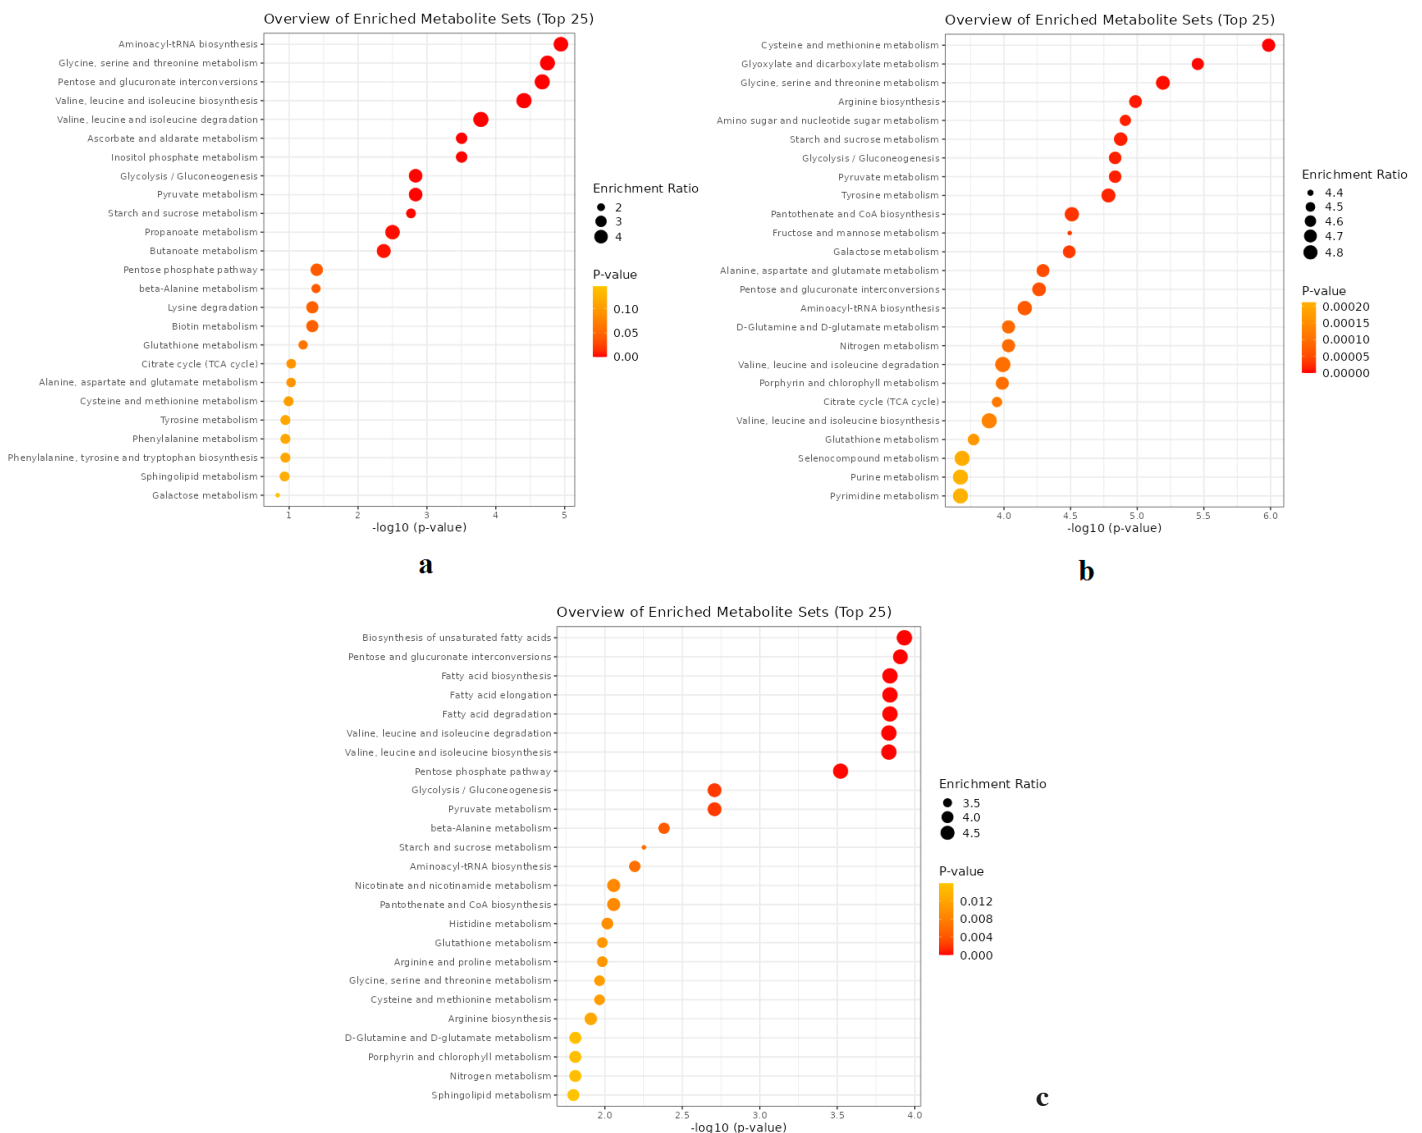 Overview of Enriched Metabolite Sets (Top 25)
Aminoacyl-tRNA biosynthesis
Glycine, serine and threonine metabolism
Pentose and glucuronate interconversions
Valine, leucine and isoleucine biosynthesis
Valine, leucine and isoleucine degradation
Ascorbate and aldarate metabolism
Inositol phosphate metabolism
Glycolysis / Gluconeogenesis
Pyruvate metabolism
Starch and sucrose metabolism
Propanoate metabolism
Butanoate metabolism
Pentose phosphate pathway
beta-Alanine metabolism
Lysine degradation
Biotin metabolism
Glutathione metabolism
Citrate cycle (TCA cycle)
Alanine, aspartate and glutamate metabolism
Cysteine and methionine metabolism
Tyrosine metabolism
Phenylalanine metabolism
Phenylalanine, tyrosine and tryptophan biosynthesis
Sphingolipid metabolism
Galactose metabolism
1 2 3 4 5
-log10 (p-value)
Enrichment Ratio
2
3
4
P-value
0.10
0.05
0.00
a
Overview of Enriched Metabolite Sets (Top 25)
Cysteine and methionine metabolism
Glyoxylate and dicarboxylate metabolism
Glycine, serine and threonine metabolism
Arginine biosynthesis
Amino sugar and nucleotide sugar metabolism
Starch and sucrose metabolism
Glycolysis / Gluconeogenesis
Pyruvate metabolism
Tyrosine metabolism
Pantothenate and CoA biosynthesis
Fructose and mannose metabolism
Galactose metabolism
Alanine, aspartate and glutamate metabolism
Pentose and glucuronate interconversions
Aminoacyl-tRNA biosynthesis
D-Glutamine and D-glutamate metabolism
Nitrogen metabolism
Valine, leucine and isoleucine degradation
Porphyrin and chlorophyll metabolism
Citrate cycle (TCA cycle)
Valine, leucine and isoleucine biosynthesis
Glutathione metabolism
Selenocompound metabolism
Purine metabolism
Pyrimidine metabolism
4.0 4.5 5.0 5.5 6.0
-log10 (p-value)
Enrichment Ratio
4.4
4.5
4.6
4.7
4.8
P-value
0.00020
0.00015
0.00010
0.00005
0.00000
b
Overview of Enriched Metabolite Sets (Top 25)
Biosynthesis of unsaturated fatty acids
Pentose and glucuronate interconversions
Fatty acid biosynthesis
Fatty acid elongation
Fatty acid degradation
Valine, leucine and isoleucine degradation
Valine, leucine and isoleucine biosynthesis
Pentose phosphate pathway
Glycolysis / Gluconeogenesis
Pyruvate metabolism
beta-Alanine metabolism
Starch and sucrose metabolism
Aminoacyl-tRNA biosynthesis
Nicotinate and nicotinamide metabolism
Pantothenate and CoA biosynthesis
Histidine metabolism
Glutathione metabolism
Arginine and proline metabolism
Glycine, serine and threonine metabolism
Cysteine and methionine metabolism
Arginine biosynthesis
D-Glutamine and D-glutamate metabolism
Porphyrin and chlorophyll metabolism
Nitrogen metabolism
Sphingolipid metabolism
2.0 2.5 3.0 3.5 4.0
-log10 (p-value)
Enrichment Ratio
3.5
4.0
4.5
P-value
0.012
0.008
0.004
0.000
c